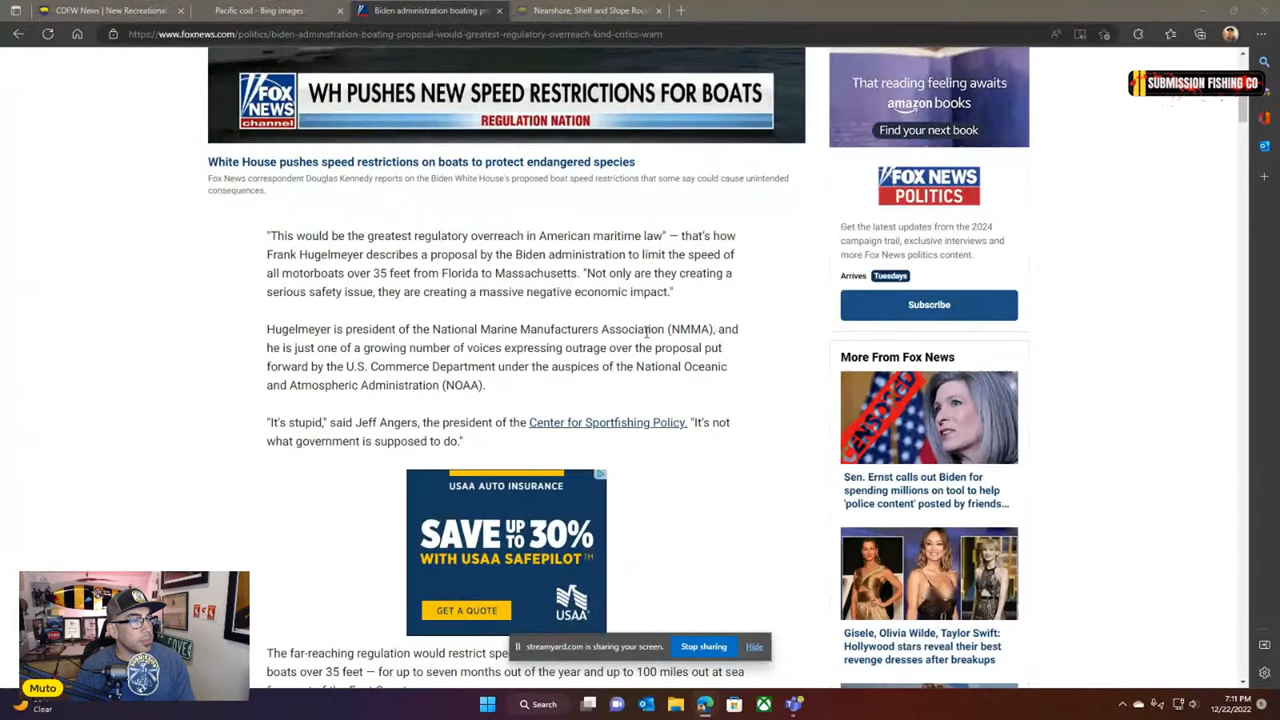 CDFW News | New Recreational
Pacific cod - Bing images
Biden administration boating pro
Nearshore, Shelf and Slope Rock
https://www.foxnews.com/politics/biden-administration-boating-proposal-would-greatest-regulatory-overreach-kind-critics-warn
SUBMISSION FISHING CO
FOX
NEWS
channel
WH PUSHES NEW SPEED RESTRICTIONS FOR BOATS
REGULATION NATION
White House pushes speed restrictions on boats to protect endangered species
Fox News correspondent Douglas Kennedy reports on the Biden White House's proposed boat speed restrictions that some say could cause unintended
consequences.
"This would be the greatest regulatory overreach in American maritime law" — that's how
Frank Hugelmeyer describes a proposal by the Biden administration to limit the speed of
all motorboats over 35 feet from Florida to Massachusetts. "Not only are they creating a
serious safety issue, they are creating a massive negative economic impact."
Hugelmeyer is president of the National Marine Manufacturers Association (NMMA), and
he is just one of a growing number of voices expressing outrage over the proposal put
forward by the U.S. Commerce Department under the auspices of the National Oceanic
and Atmospheric Administration (NOAA).
"It's stupid," said Jeff Angers, the president of the Center for Sportfishing Policy. "It's not
what government is supposed to do."
USAA AUTO INSURANCE
SAVE UP TO 30%
WITH USAA SAFEPILOT™
GET A QUOTE
USAA
The far-reaching regulation would restrict spe
boats over 35 feet — for up to seven months out of the year and up to 100 miles out at sea
That reading feeling awaits
amazon books
Find your next book
FOX NEWS
POLITICS
Get the latest updates from the 2024
campaign trail, exclusive interviews and
more Fox News politics content.
Arrives Tuesdays
Subscribe
More From Fox News
CENSORED
Sen. Ernst calls out Biden for
spending millions on tool to help
'police content' posted by friends...
Gisele, Olivia Wilde, Taylor Swift:
Hollywood stars reveal their best
revenge dresses after breakups
streamyard.com is sharing your screen.
Stop sharing
Hide
Muto
Clear
Search
7:11 PM
12/22/2022